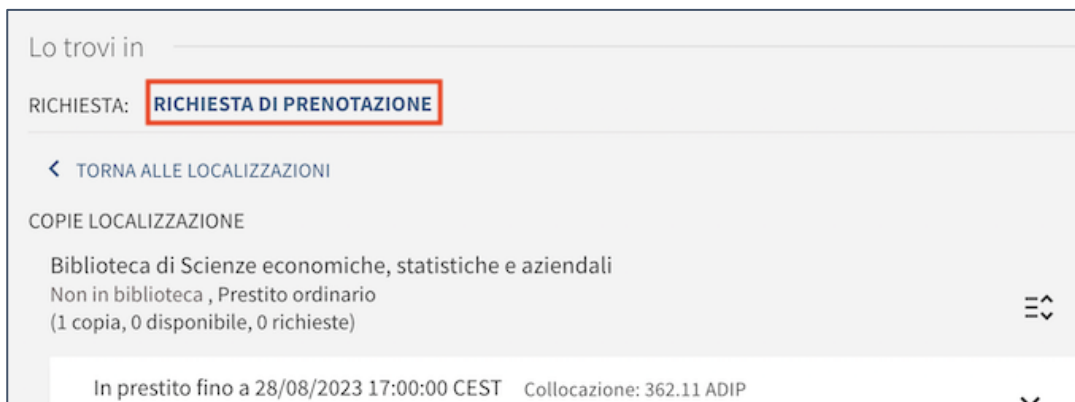 Lo trovi in
RICHIESTA: RICHIESTA DI PRENOTAZIONE
TORNA ALLE LOCALIZZAZIONI
COPIE LOCALIZZAZIONE
Biblioteca di Scienze economiche, statistiche e aziendali
Non in biblioteca , Prestito ordinario
(1 copia, 0 disponibile, 0 richieste)
In prestito fino a 28/08/2023 17:00:00 CEST Collocazione: 362.11 ADIP